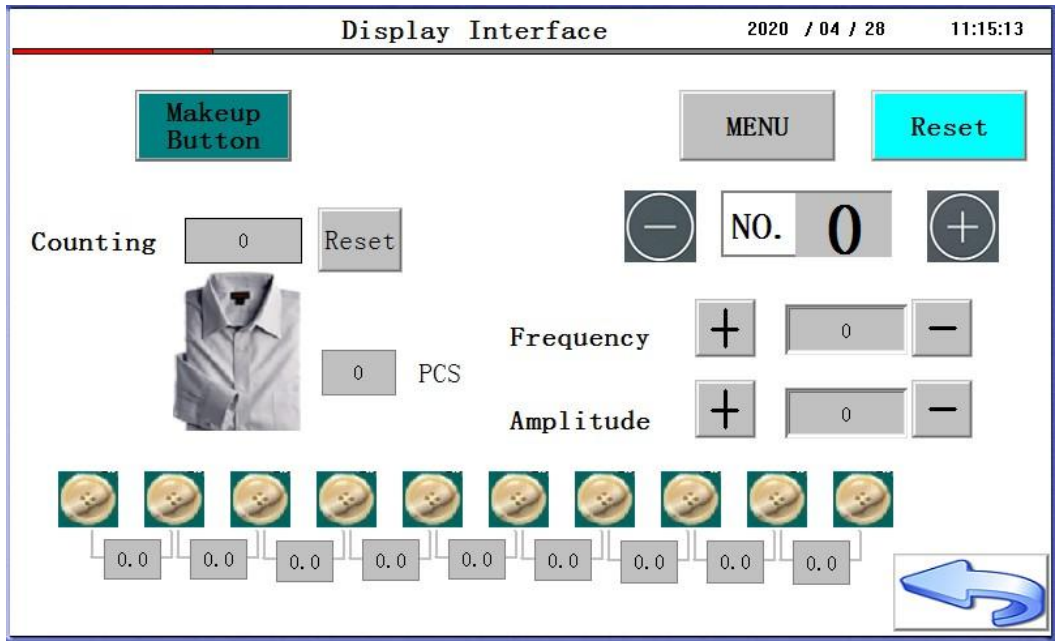 Display Interface
2020 / 04 / 28
11:15:13
Makeup
Button
MENU
Reset
Counting
0
Reset
NO.
0
Frequency
+
0
−
0
PCS
Amplitude
+
0
−
0.0
0.0
0.0
0.0
0.0
0.0
0.0
0.0
0.0